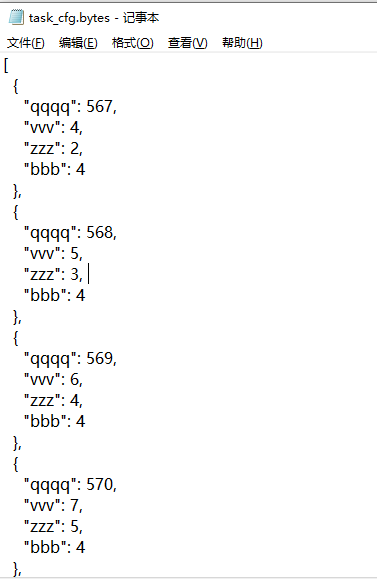 task_cfg.bytes - 记事本
文件(F) 编辑(E) 格式(O) 查看(V) 帮助(H)
[
  {
    "qqqq": 567,
    "vvv": 4,
    "zzz": 2,
    "bbb": 4
  },
  {
    "qqqq": 568,
    "vvv": 5,
    "zzz": 3,
    "bbb": 4
  },
  {
    "qqqq": 569,
    "vvv": 6,
    "zzz": 4,
    "bbb": 4
  },
  {
    "qqqq": 570,
    "vvv": 7,
    "zzz": 5,
    "bbb": 4
  },